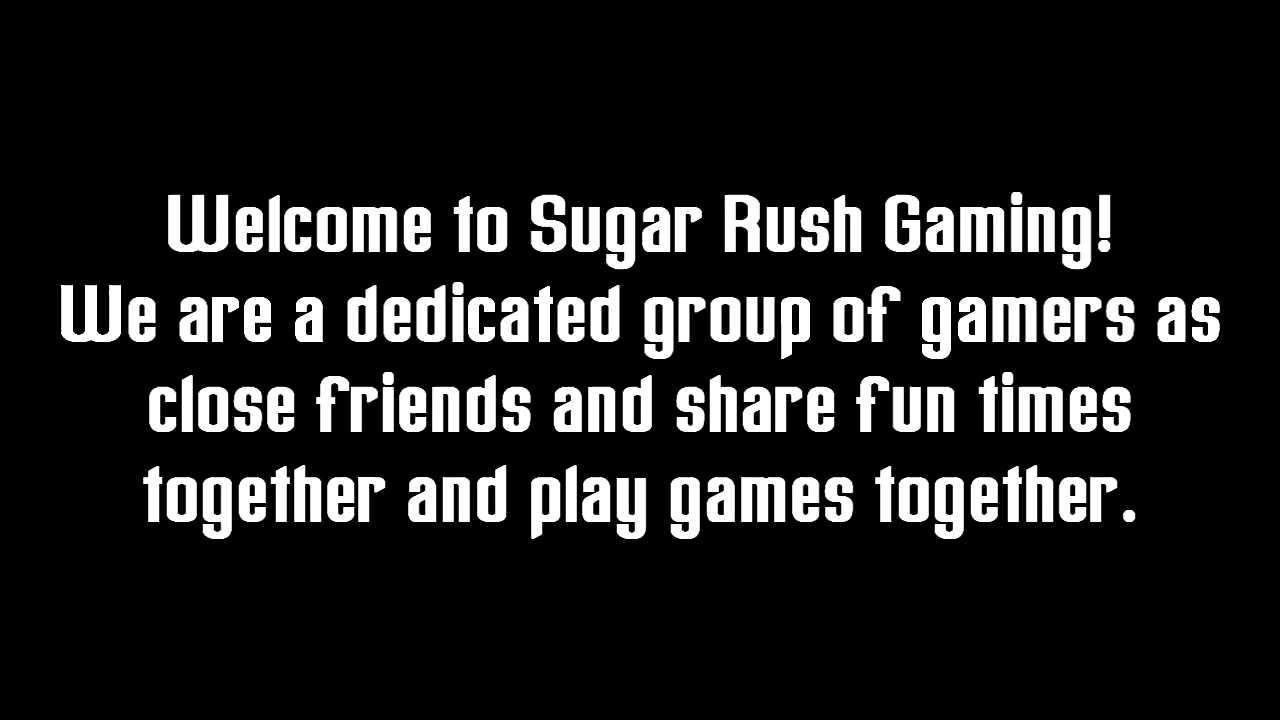 Welcome to Sugar Rush Gaming!
We are a dedicated group of gamers as
close friends and share fun times
together and play games together.